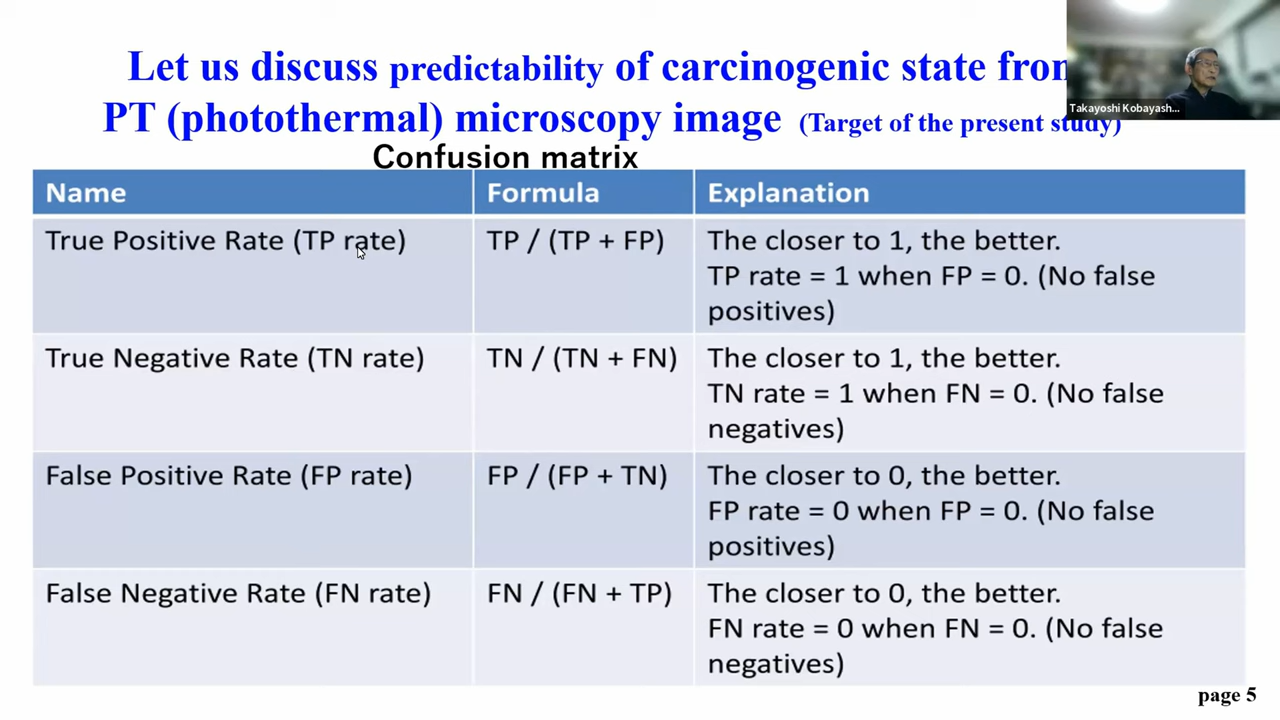 Let us discuss predictability of carcinogenic state from
PT (photothermal) microscopy image (Target of the present study)
Takayoshi Kobayash...
Confusion matrix
Name Formula Explanation
True Positive Rate (TP rate) TP / (TP + FP) The closer to 1, the better.
TP rate = 1 when FP = 0. (No false
positives)
True Negative Rate (TN rate) TN / (TN + FN) The closer to 1, the better.
TN rate = 1 when FN = 0. (No false
negatives)
False Positive Rate (FP rate) FP / (FP + TN) The closer to 0, the better.
FP rate = 0 when FP = 0. (No false
positives)
False Negative Rate (FN rate) FN / (FN + TP) The closer to 0, the better.
FN rate = 0 when FN = 0. (No false
negatives)
page 5